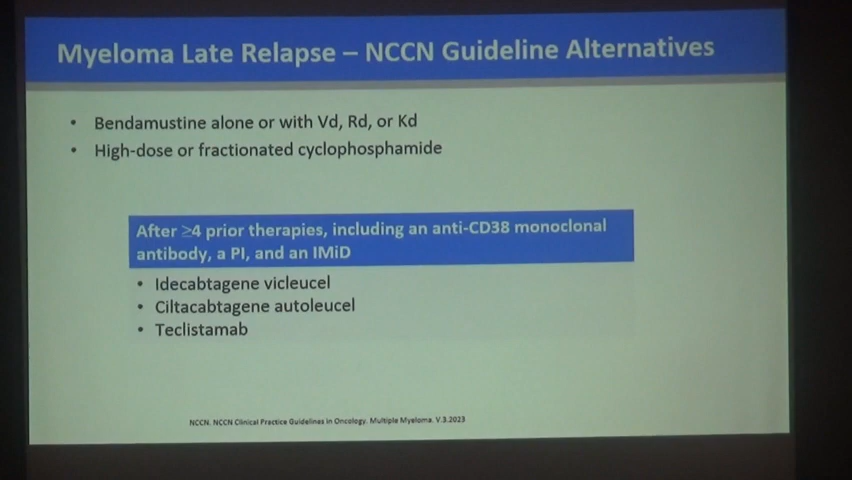 Myeloma Late Relapse – NCCN Guideline Alternatives
• Bendamustine alone or with Vd, Rd, or Kd
• High-dose or fractionated cyclophosphamide
After ≥4 prior therapies, including an anti-CD38 monoclonal
antibody, a PI, and an IMiD
• Idecabtagene vicleucel
• Ciltacabtagene autoleucel
• Teclistamab
NCCN. NCCN Clinical Practice Guidelines in Oncology. Multiple Myeloma. V.3.2023